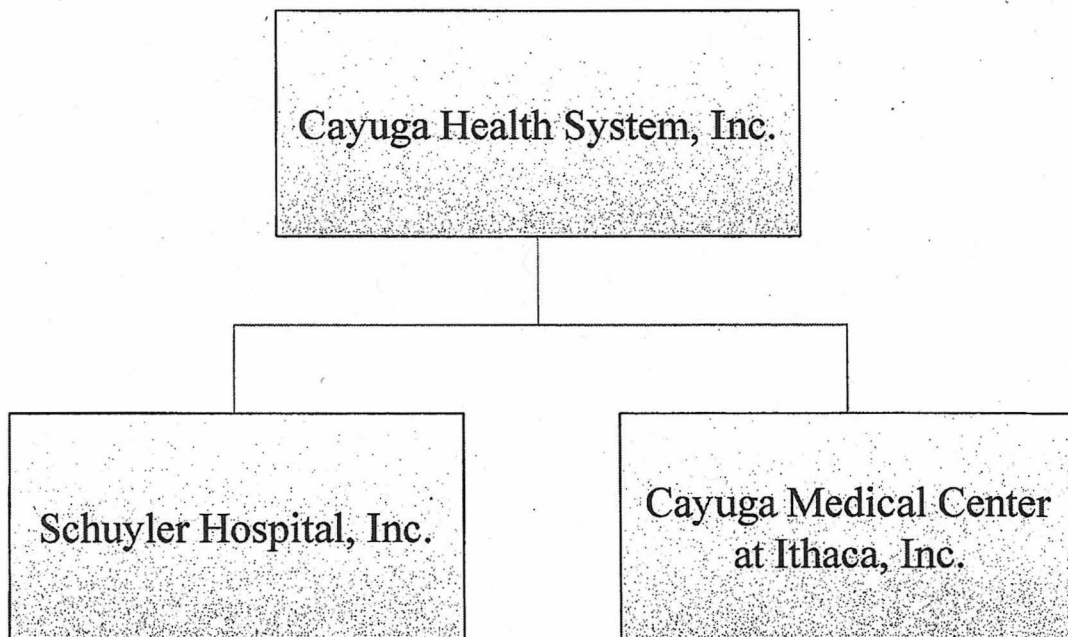 Cayuga Health System, Inc.
Schuyler Hospital, Inc.
Cayuga Medical Center
at Ithaca, Inc.